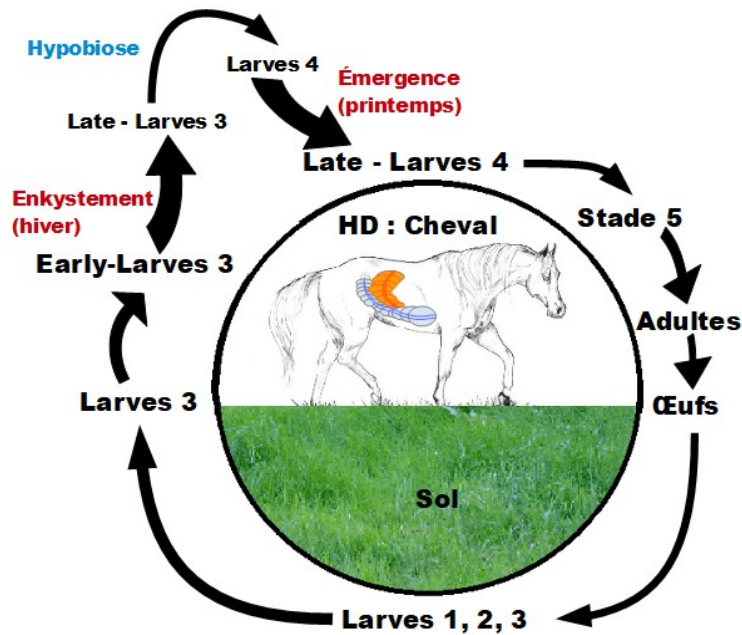 Hypobiose
Larves 4
Émergence
(printemps)
Late - Larves 3
Late - Larves 4
Enkystement
(hiver)
Stade 5
HD : Cheval
Early-Larves 3
Adultes
Larves 3
Œufs
Sol
Larves 1, 2, 3